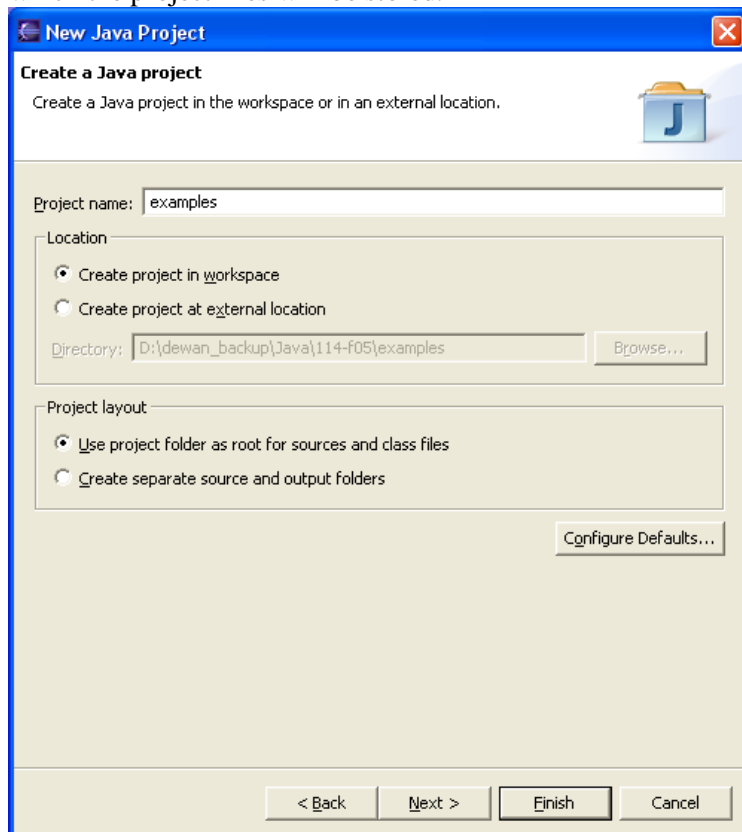 New Java Project
Create a Java project
Create a Java project in the workspace or in an external location.
J
Project name: examples
Location
Create project in workspace
Create project at external location
Directory: D:\dewan_backup\Java\114-f05\examples Browse...
Project layout
Use project folder as root for sources and class files
Create separate source and output folders
Configure Defaults...
< Back Next > Finish Cancel